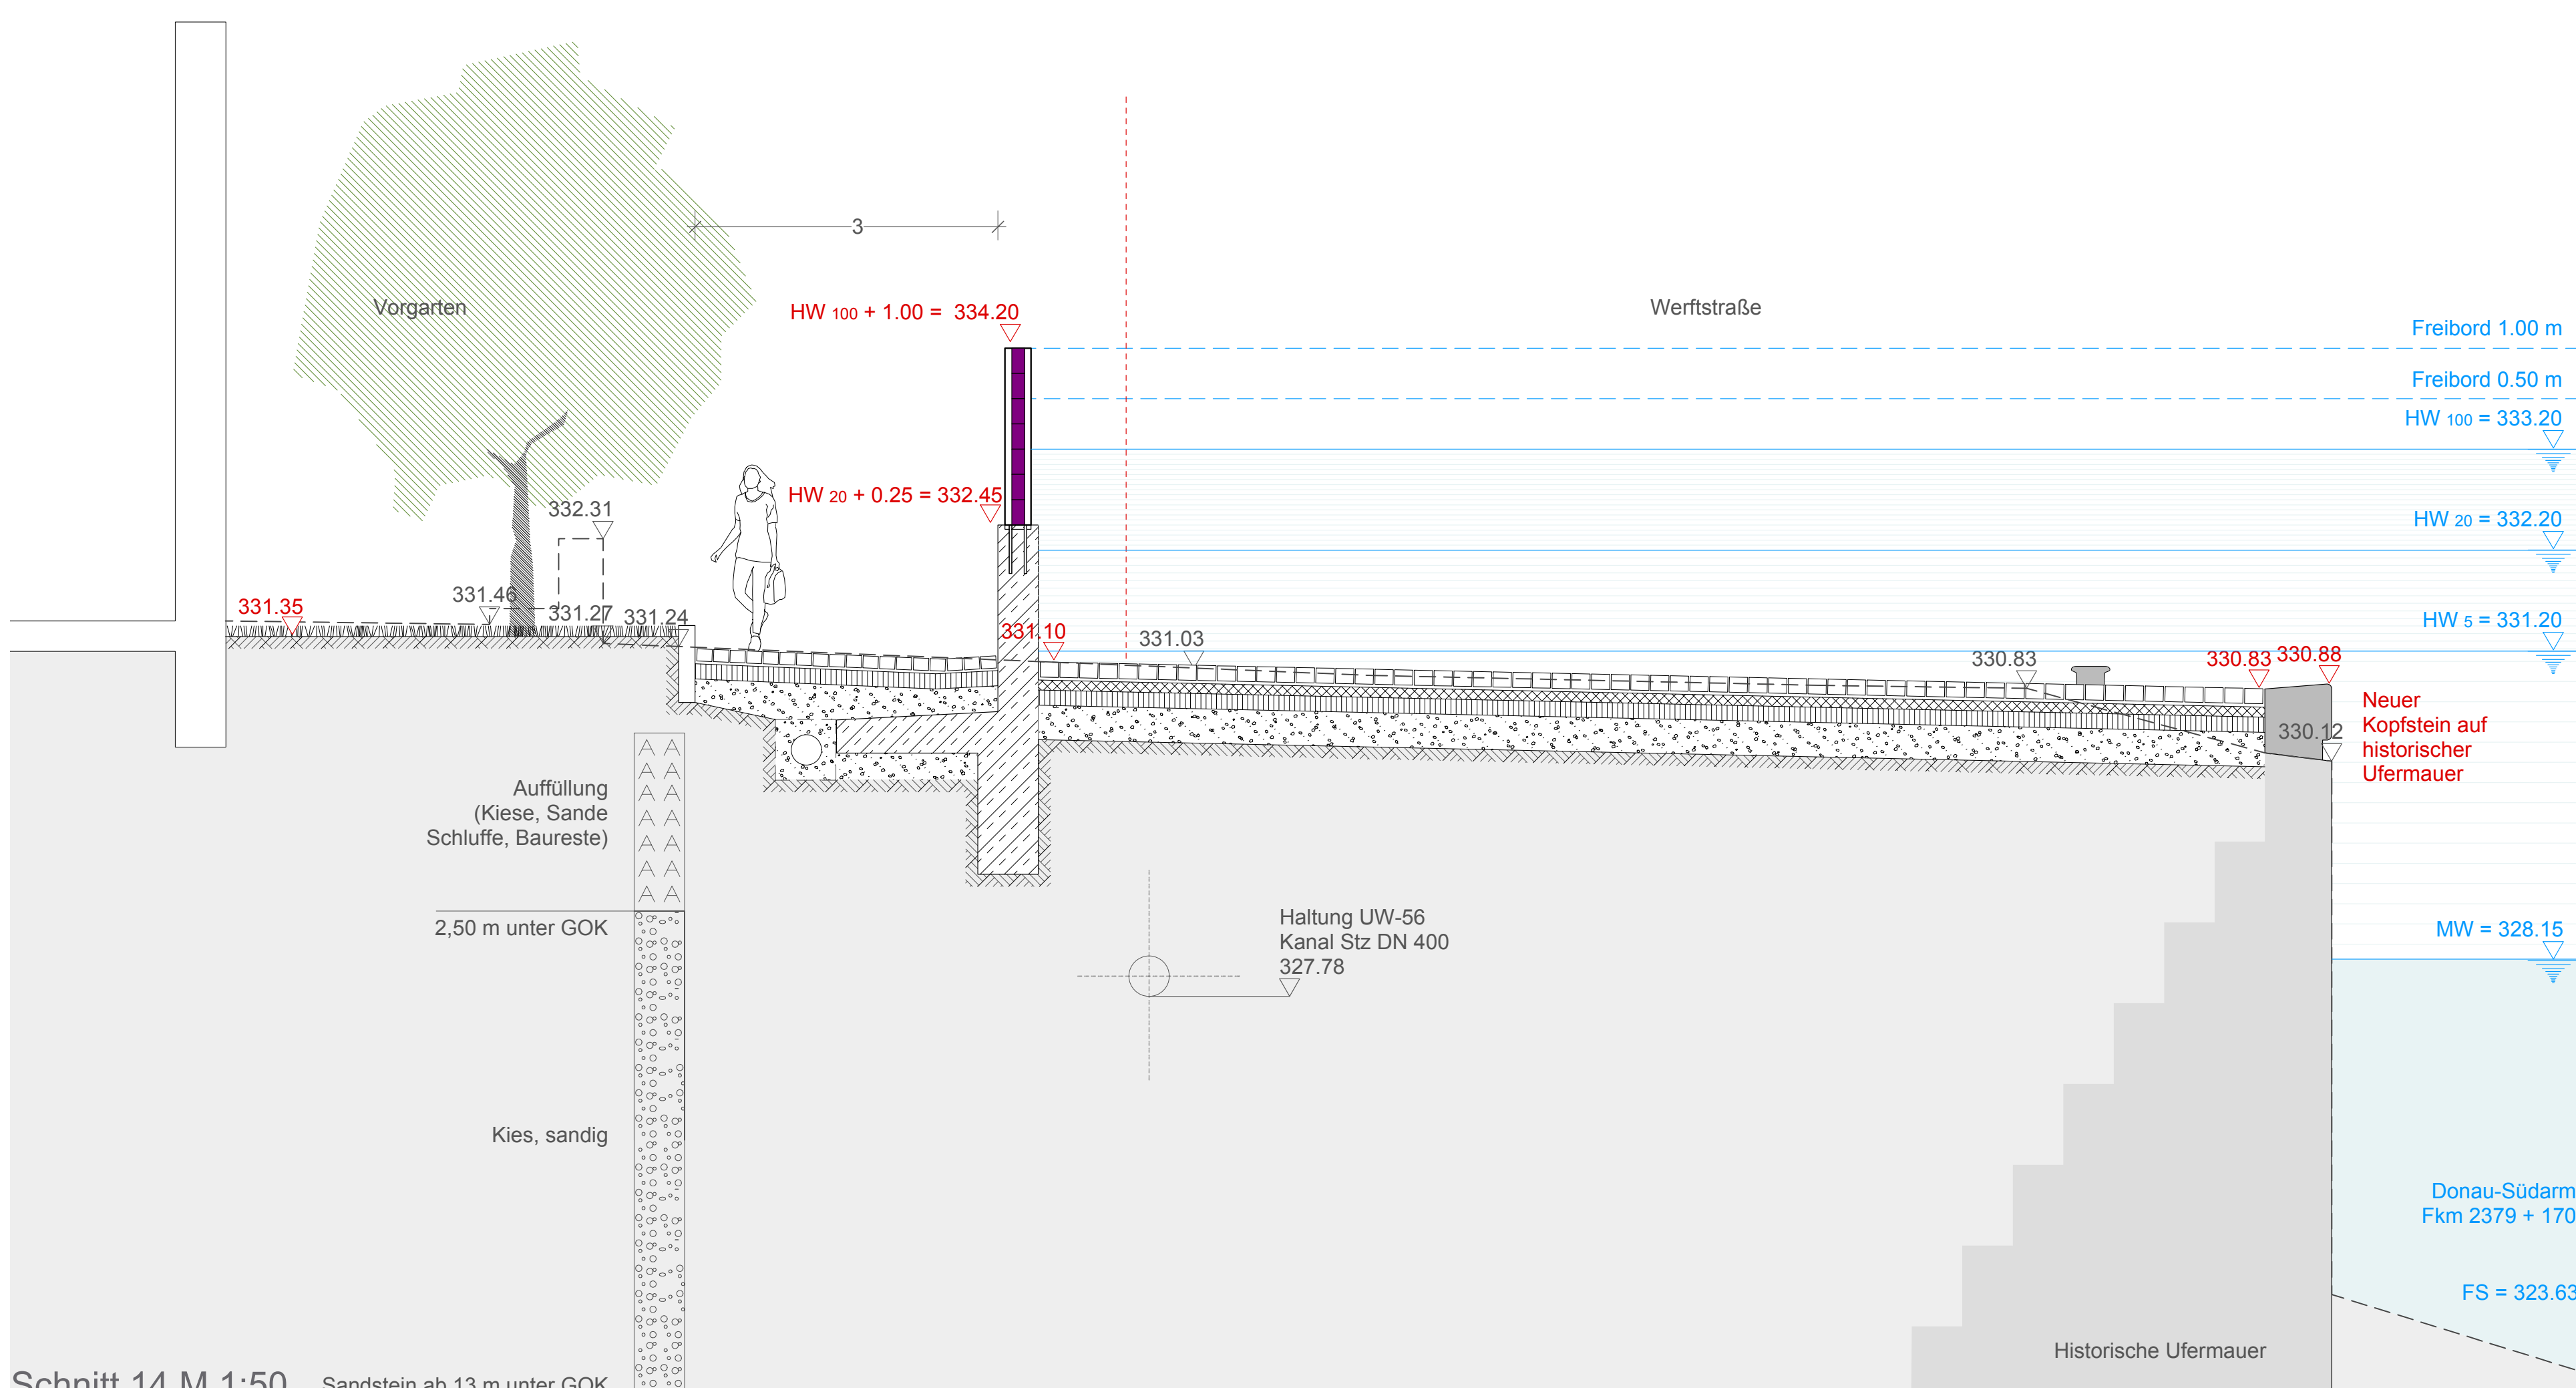 3
Vorgarten
HW 100 + 1.00 = 334.20
Werftstraße
Freibord 1.00 m
Freibord 0.50 m
HW 100 = 333.20
HW 20 + 0.25 = 332.45
332.31
HW 20 = 332.20
331.35
331.46
331.27
331.24
331.10
331.03
HW 5 = 331.20
330.83
330.83
330.88
Neuer
Kopfstein auf
historischer
Ufermauer
330.12
Auffüllung
(Kiese, Sande
Schluffe, Baureste)
2,50 m unter GOK
Haltung UW-56
Kanal Stz DN 400
327.78
MW = 328.15
Kies, sandig
Donau-Südarm
Fkm 2379 + 170
FS = 323.63
Historische Ufermauer
Schnitt 14 M 1:50
Sandstein ab 13 m unter GOK